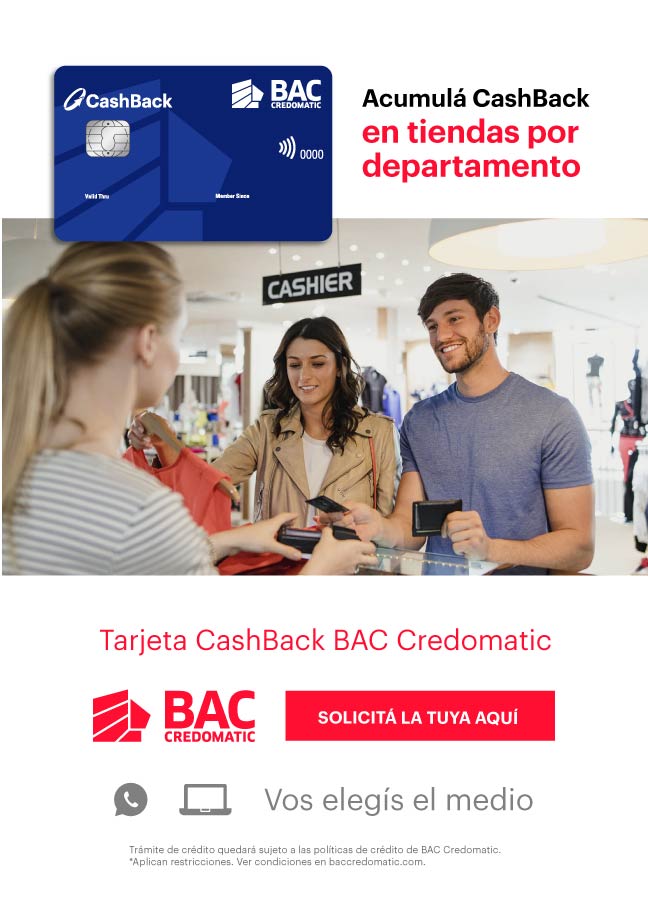 CashBack
BAC
CREDOMATIC
0000
Valid Thru
Member Since
Acumulá CashBack
en tiendas por
departamento
CASHIER
Tarjeta CashBack BAC Credomatic
BAC
CREDOMATIC
SOLICITÁ LA TUYA AQUÍ
Vos elegís el medio
Trámite de crédito quedará sujeto a las políticas de crédito de BAC Credomatic.
*Aplican restricciones. Ver condiciones en baccredomatic.com.